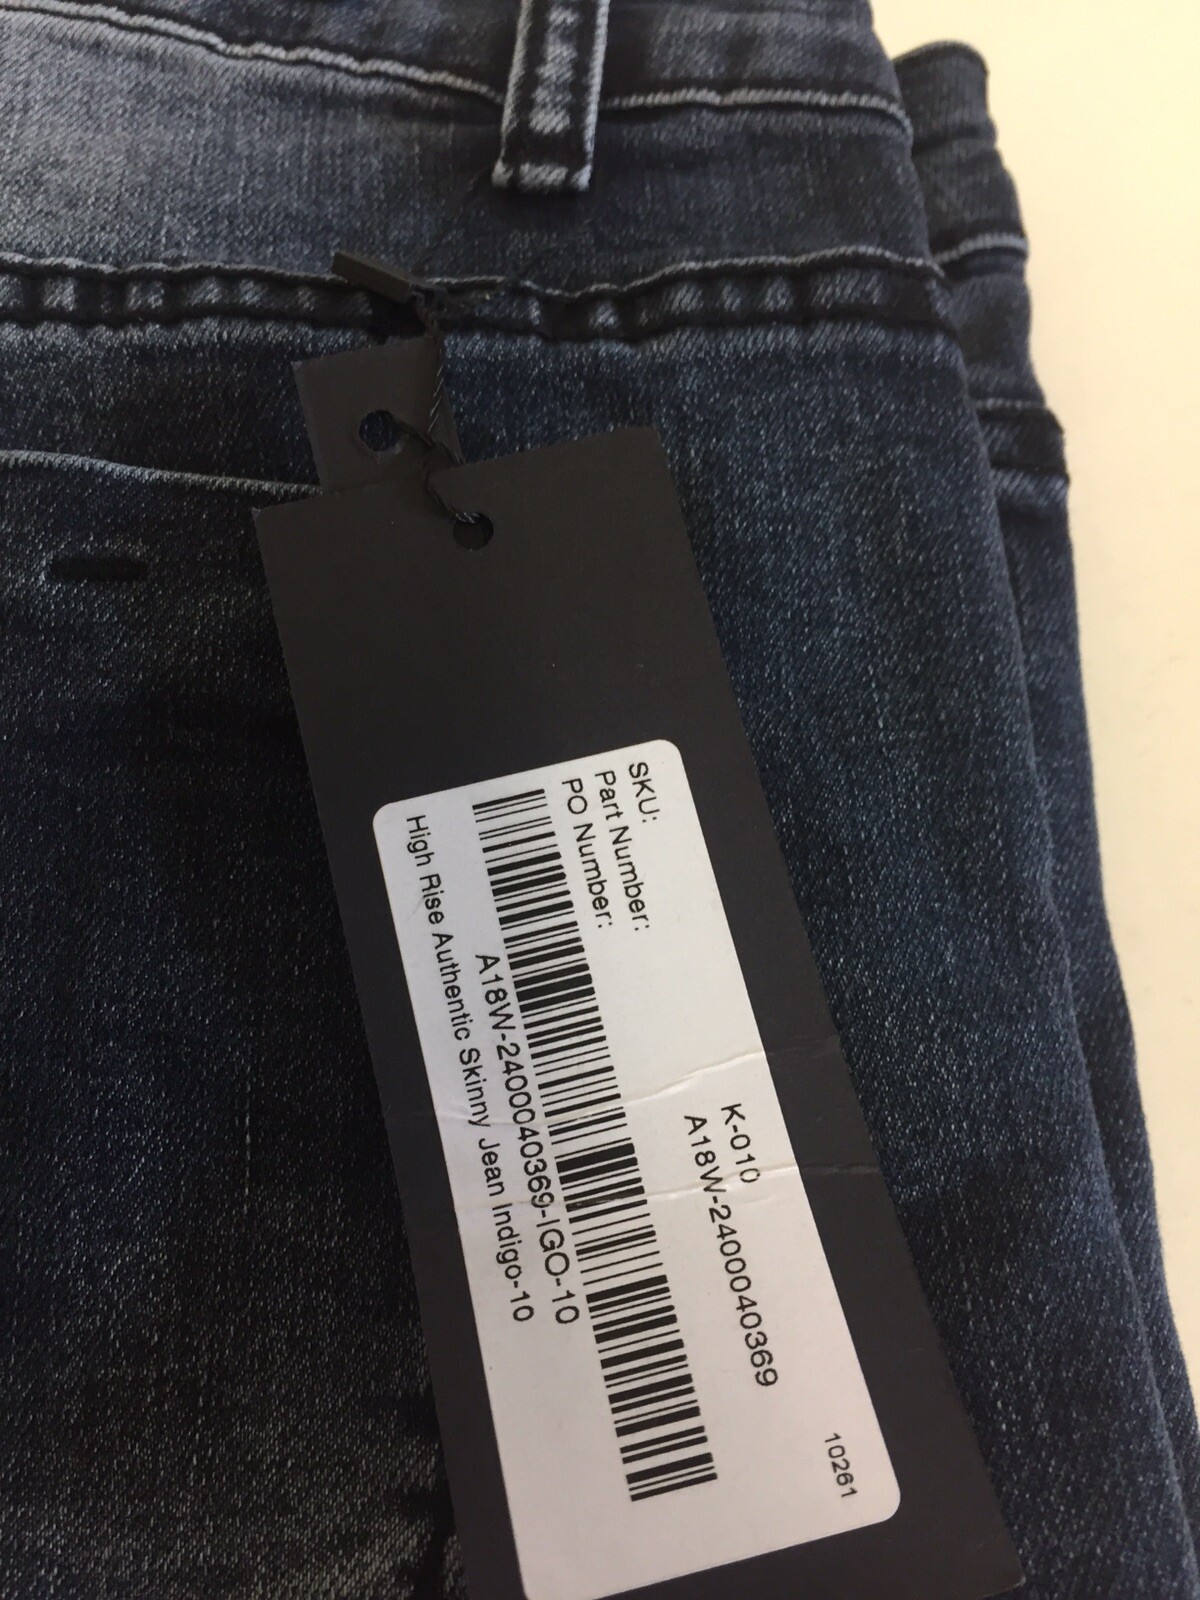 10261
SKU: K-010
Part Number: A18W-2400040369
PO Number:
A18W-2400040369-IGO-10
High Rise Authentic Skinny Jean Indigo-10